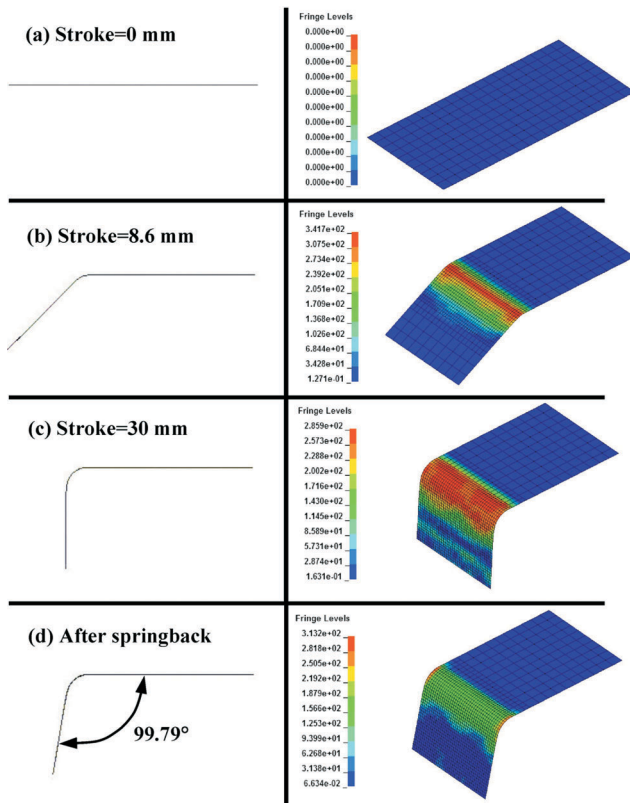 (a) Stroke=0 mm
Fringe Levels
0.000e+00
0.000e+00
0.000e+00
0.000e+00
0.000e+00
0.000e+00
0.000e+00
0.000e+00
0.000e+00
0.000e+00
0.000e+00
(b) Stroke=8.6 mm
Fringe Levels
3.417e+02
3.075e+02
2.734e+02
2.392e+02
2.051e+02
1.709e+02
1.368e+02
1.026e+02
6.844e+01
3.428e+01
1.271e-01
(c) Stroke=30 mm
Fringe Levels
2.859e+02
2.573e+02
2.288e+02
2.002e+02
1.716e+02
1.430e+02
1.145e+02
8.589e+01
5.731e+01
2.874e+01
1.631e-01
(d) After springback
99.79°
Fringe Levels
3.132e+02
2.818e+02
2.505e+02
2.192e+02
1.879e+02
1.566e+02
1.253e+02
9.399e+01
6.268e+01
3.138e+01
6.634e-02